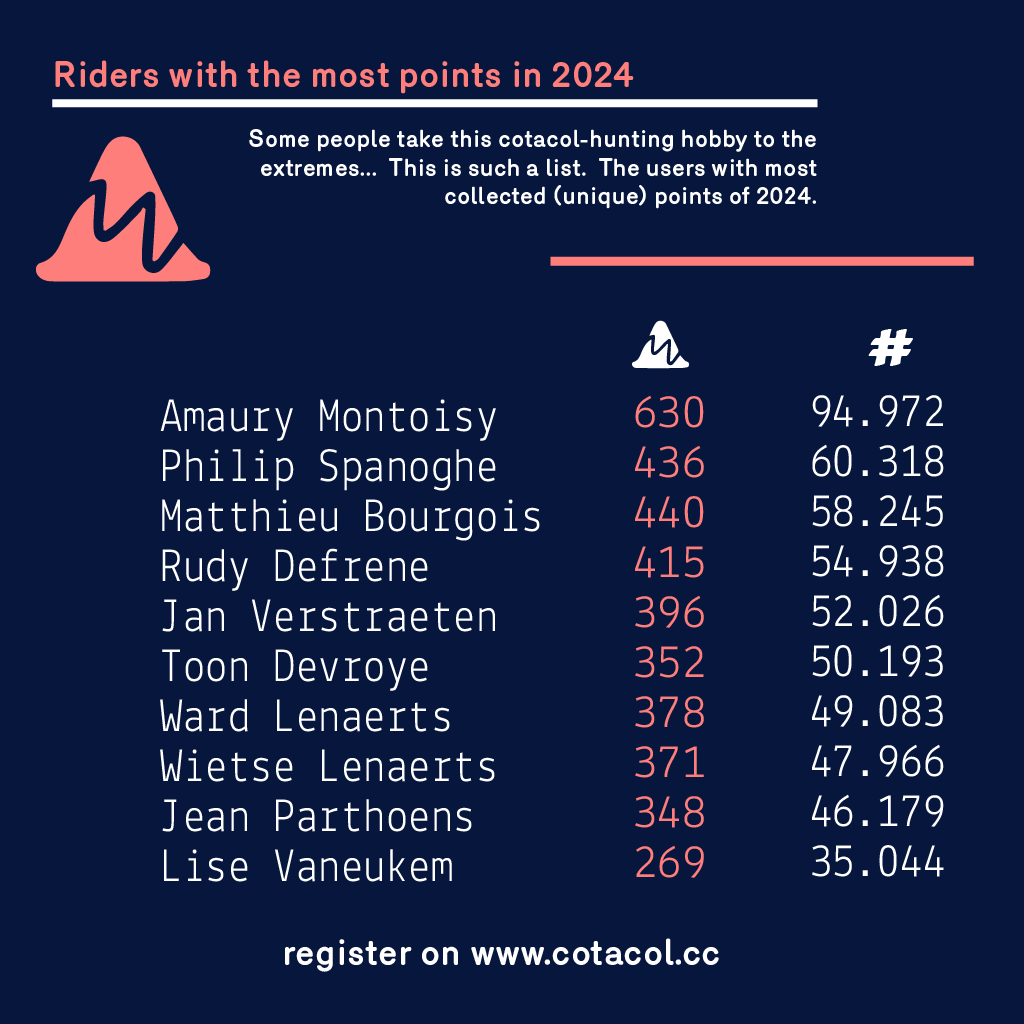 Riders with the most points in 2024
Some people take this cotacol-hunting hobby to the
extremes... This is such a list. The users with most
collected (unique) points of 2024.
#
Amaury Montoisy 630 94.972
Philip Spanoghe 436 60.318
Matthieu Bourgois 440 58.245
Rudy Defrene 415 54.938
Jan Verstraeten 396 52.026
Toon Devroye 352 50.193
Ward Lenaerts 378 49.083
Wietse Lenaerts 371 47.966
Jean Parthoens 348 46.179
Lise Vaneukem 269 35.044
register on www.cotacol.cc